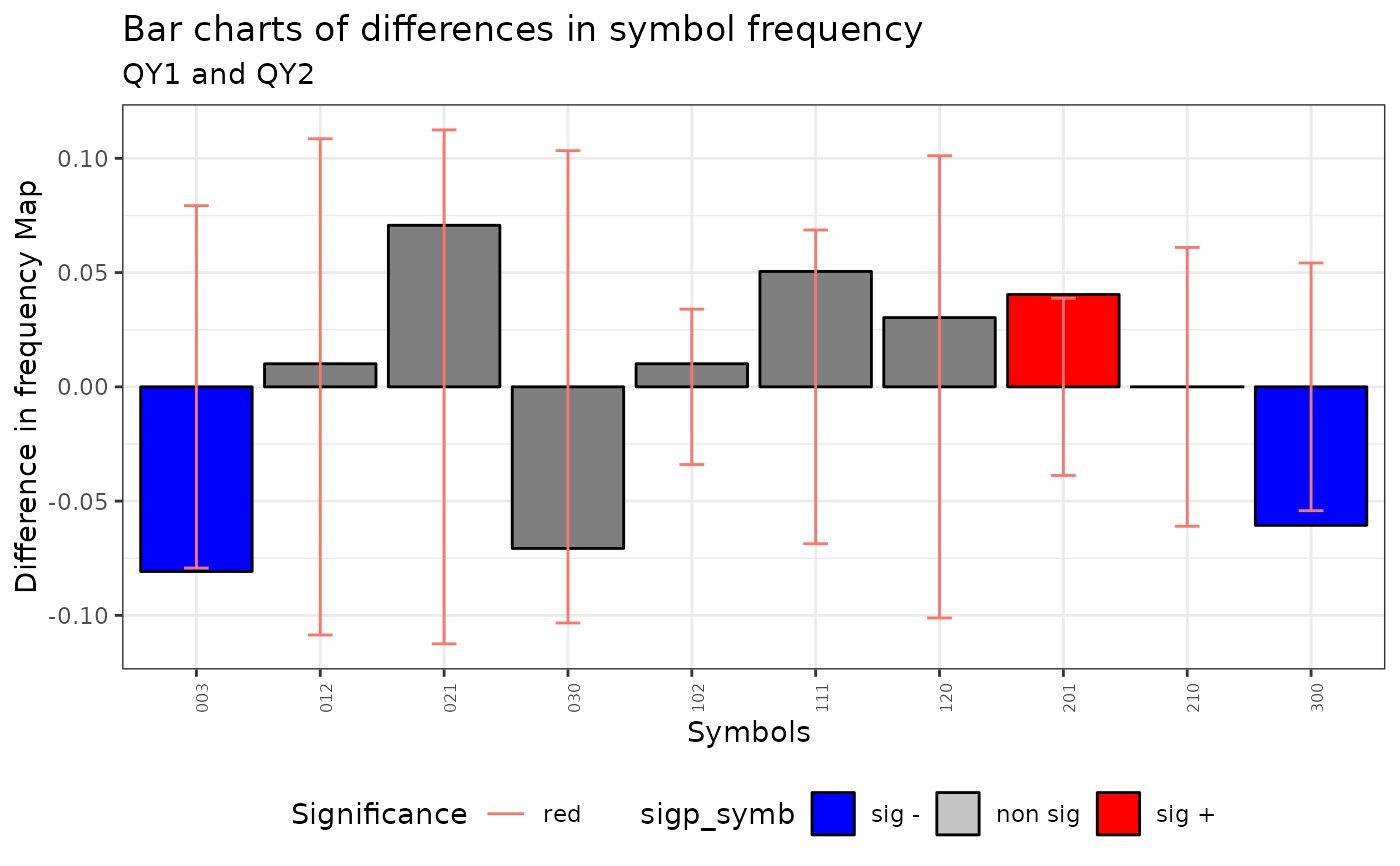 Bar charts of differences in symbol frequency
QY1 and QY2
Difference in frequency Map
0.10
0.05
0.00
-0.05
-0.10
003 012 021 030 102 111 120 201 210 300
Symbols
Significance red sigp_symb sig - non sig sig +